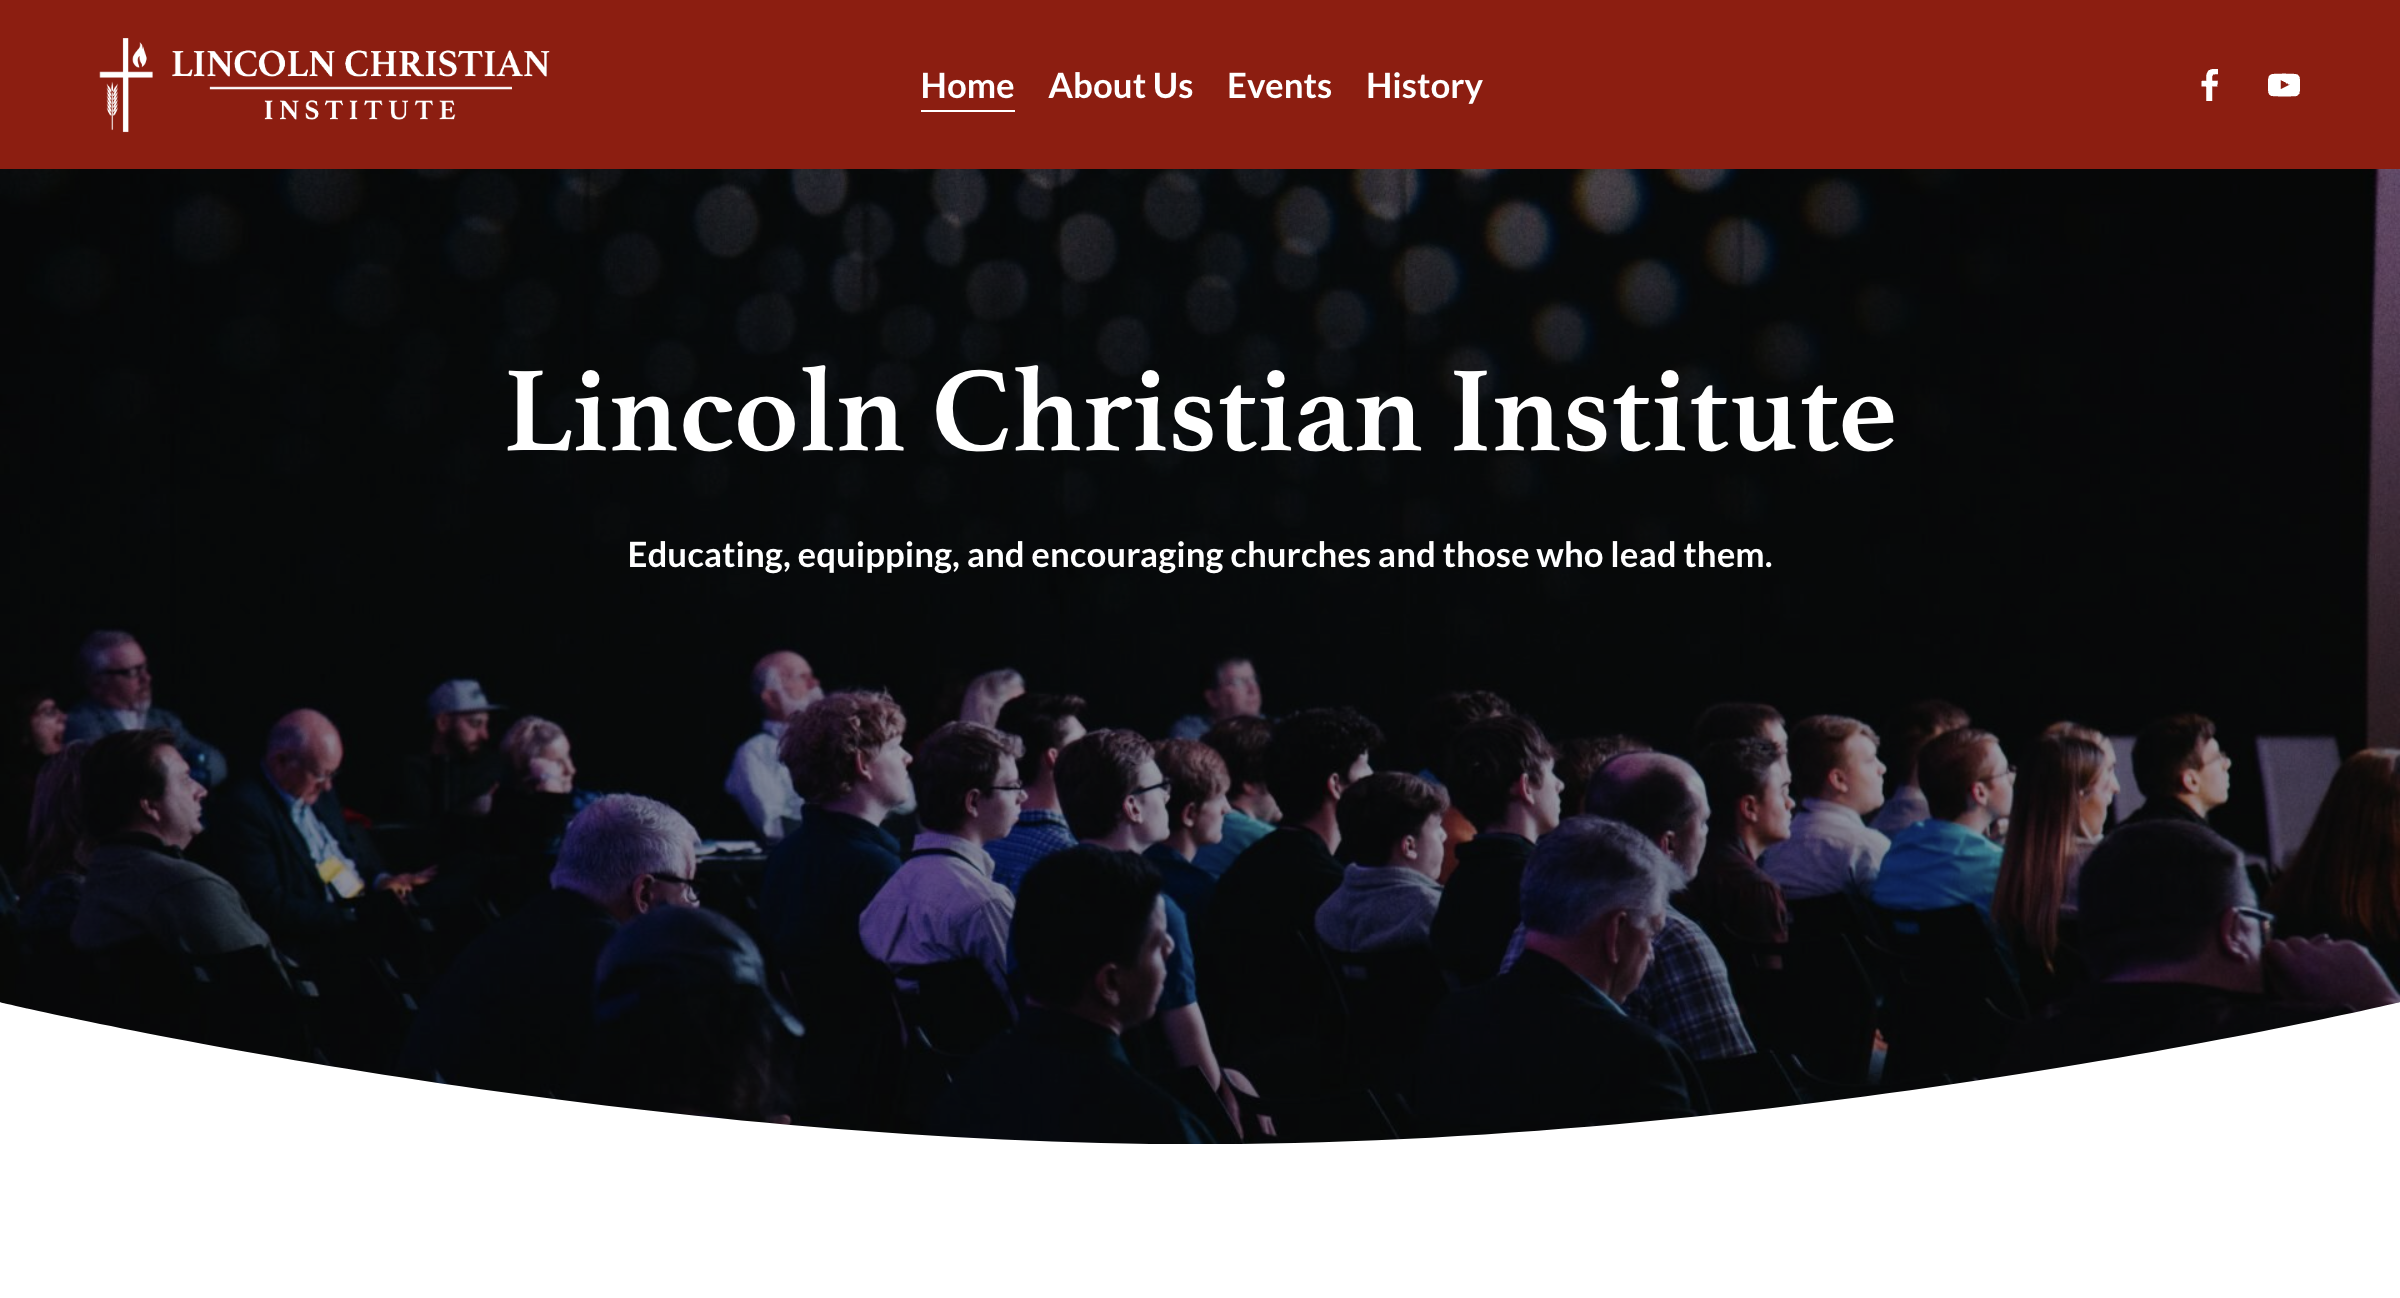 LINCOLN CHRISTIAN
INSTITUTE
Home About Us Events History
Lincoln Christian Institute
Educating, equipping, and encouraging churches and those who lead them.